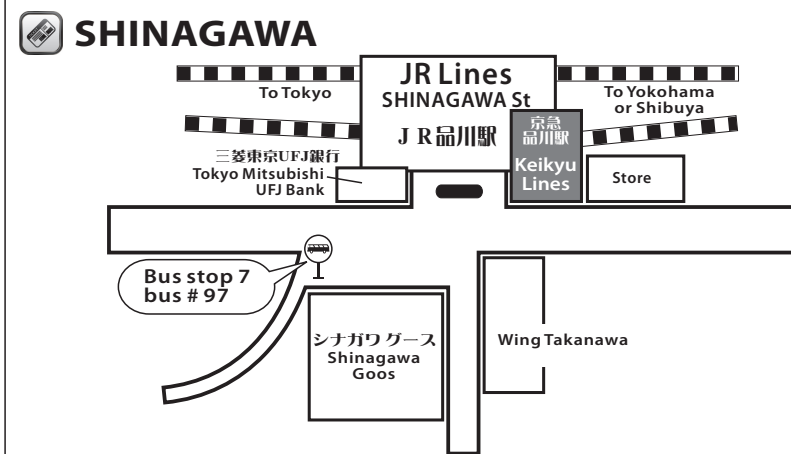 SHINAGAWA
JR Lines
SHINAGAWA St
J R 品川駅
To Tokyo
To Yokohama
or Shibuya
京急
品川駅
Keikyu
Lines
三菱東京UFJ銀行
Tokyo Mitsubishi
UFJ Bank
Store
Bus stop 7
bus # 97
シナガワ グース
Shinagawa
Goos
Wing Takanawa